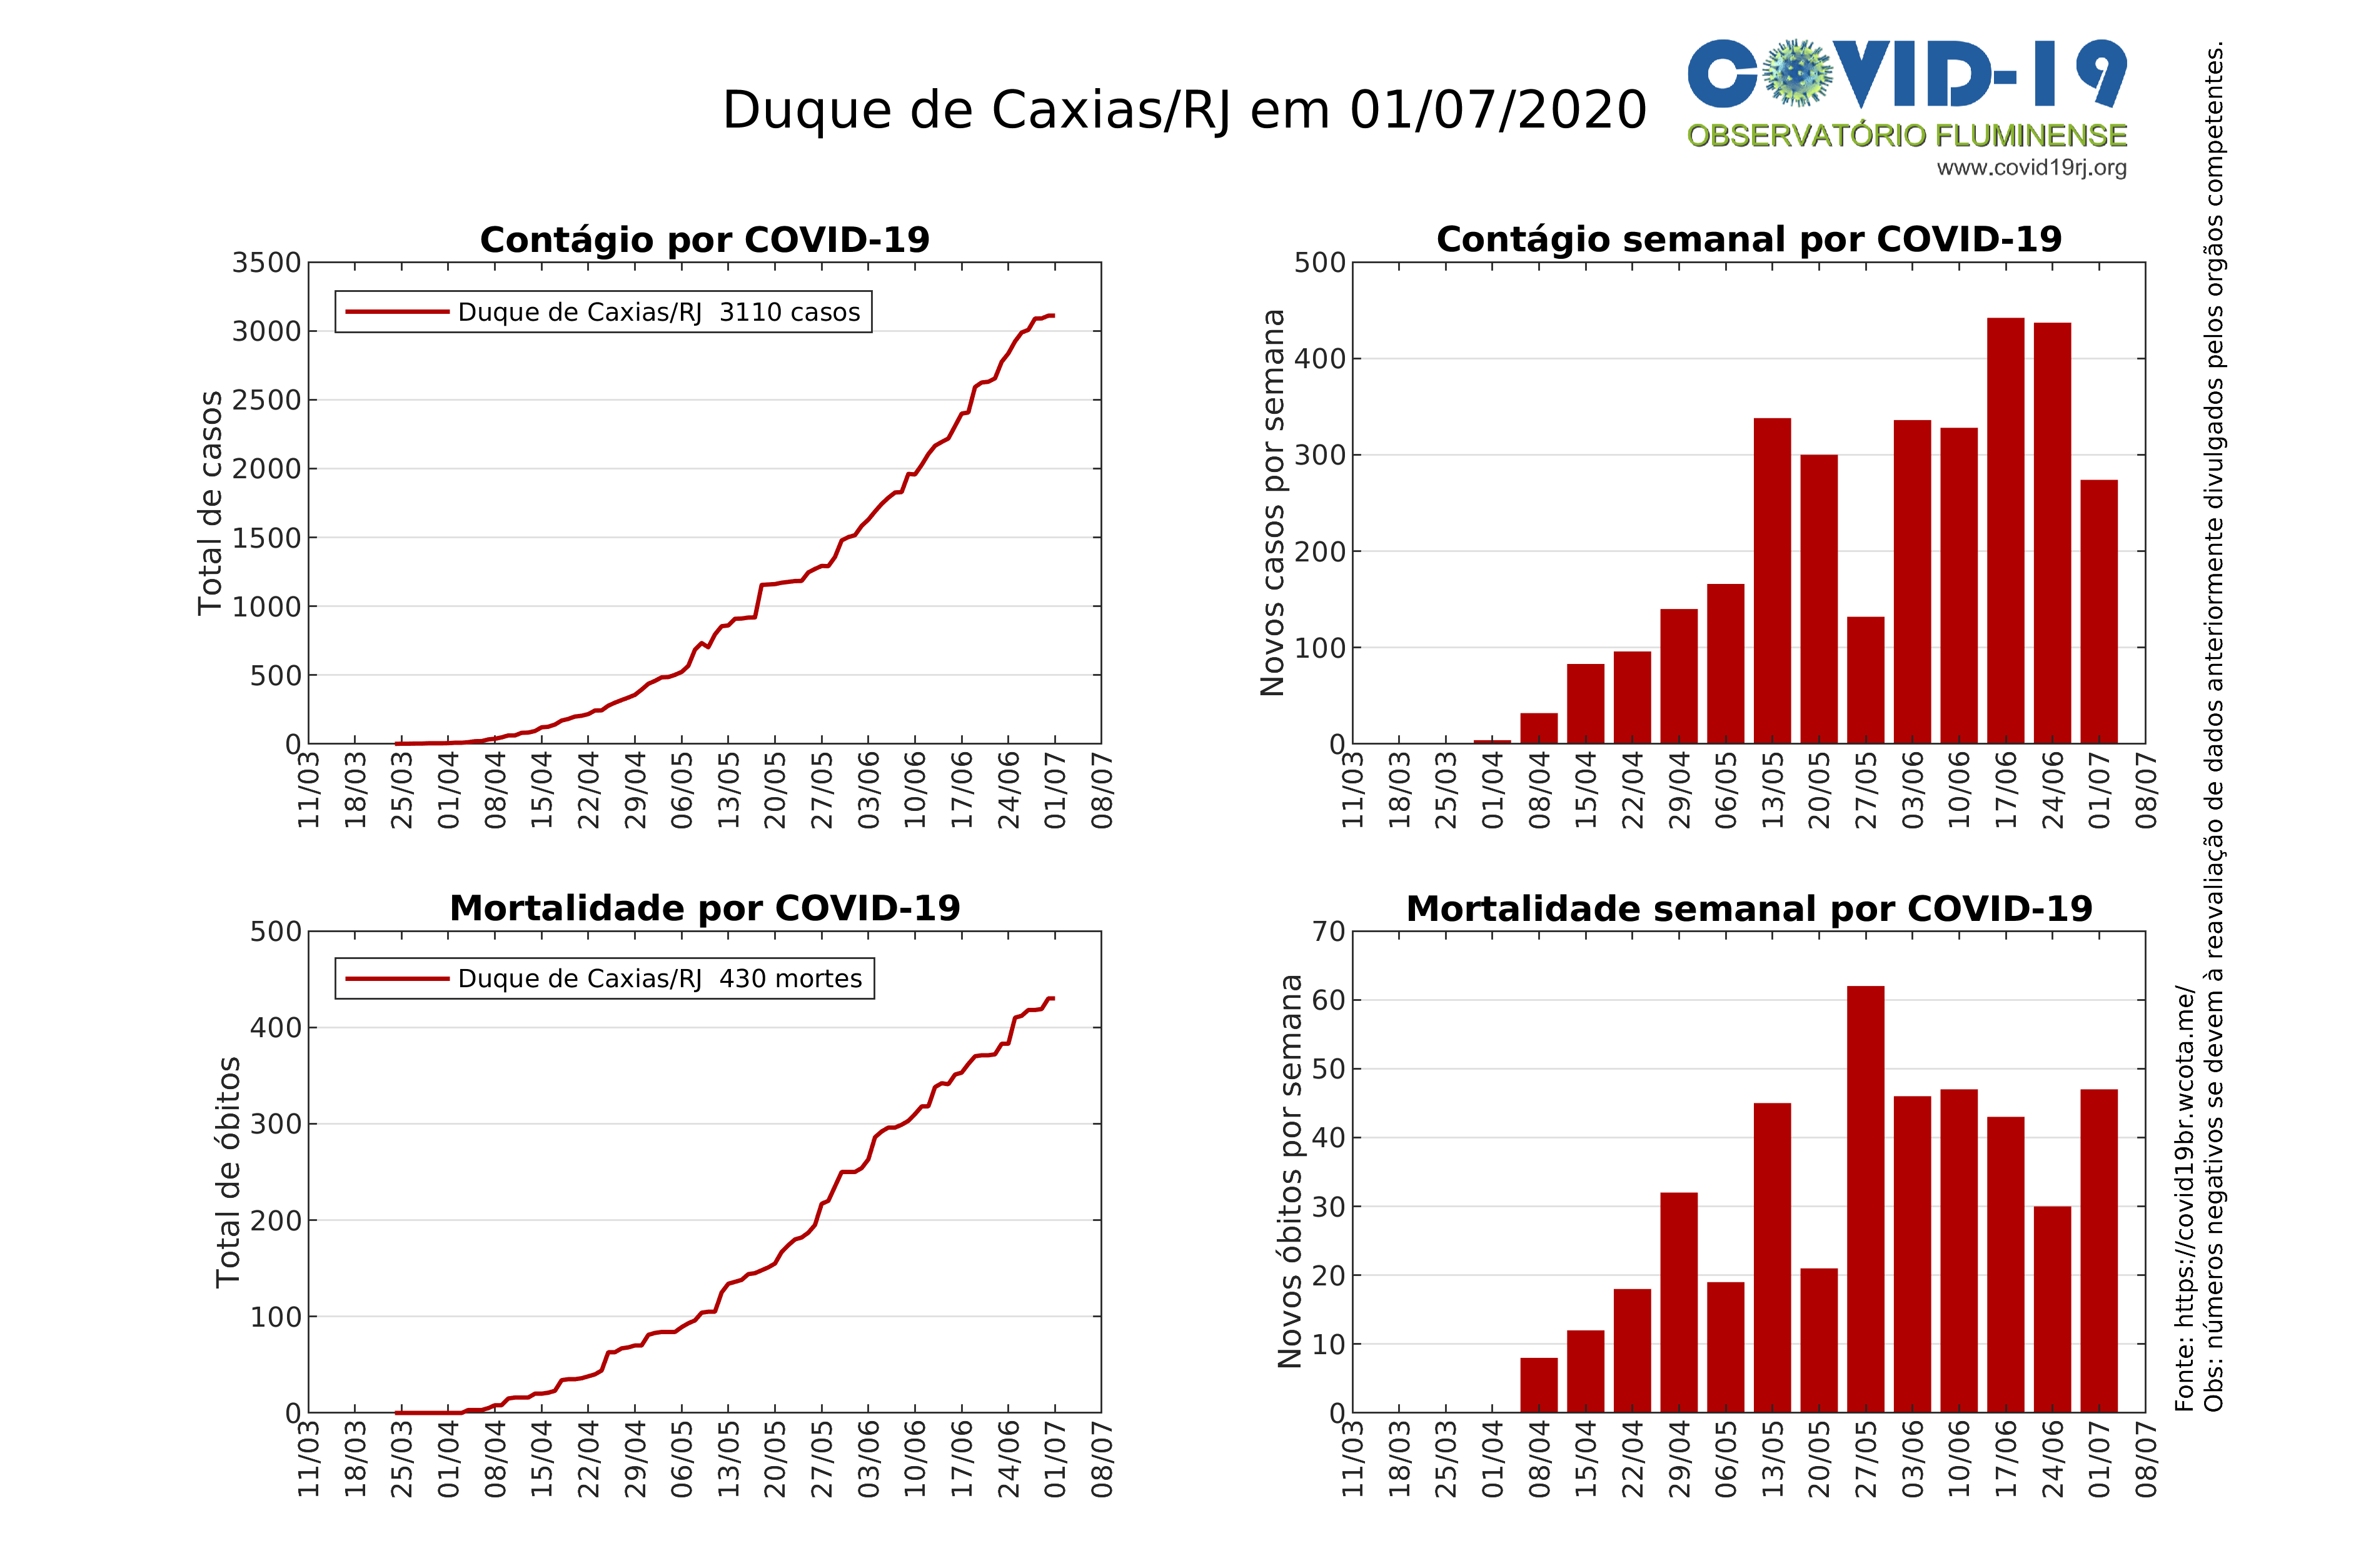 Duque de Caxias/RJ em 01/07/2020
COVID-19
OBSERVATÓRIO FLUMINENSE
www.covid19rj.org
Contágio por COVID-19
Total de casos
3500
3000
2500
2000
1500
1000
500
0
Duque de Caxias/RJ 3110 casos
11/03 18/03 25/03 01/04 08/04 15/04 22/04 29/04 06/05 13/05 20/05 27/05 03/06 10/06 17/06 24/06 01/07 08/07
Contágio semanal por COVID-19
Novos casos por semana
500
400
300
200
100
0
11/03 18/03 25/03 01/04 08/04 15/04 22/04 29/04 06/05 13/05 20/05 27/05 03/06 10/06 17/06 24/06 01/07 08/07
Mortalidade por COVID-19
Total de óbitos
500
400
300
200
100
0
Duque de Caxias/RJ 430 mortes
11/03 18/03 25/03 01/04 08/04 15/04 22/04 29/04 06/05 13/05 20/05 27/05 03/06 10/06 17/06 24/06 01/07 08/07
Mortalidade semanal por COVID-19
Novos óbitos por semana
70
60
50
40
30
20
10
0
11/03 18/03 25/03 01/04 08/04 15/04 22/04 29/04 06/05 13/05 20/05 27/05 03/06 10/06 17/06 24/06 01/07 08/07
Fonte: https://covid19br.wcota.me/
Obs: números negativos se devem à reavaliação de dados anteriormente divulgados pelos orgãos competentes.